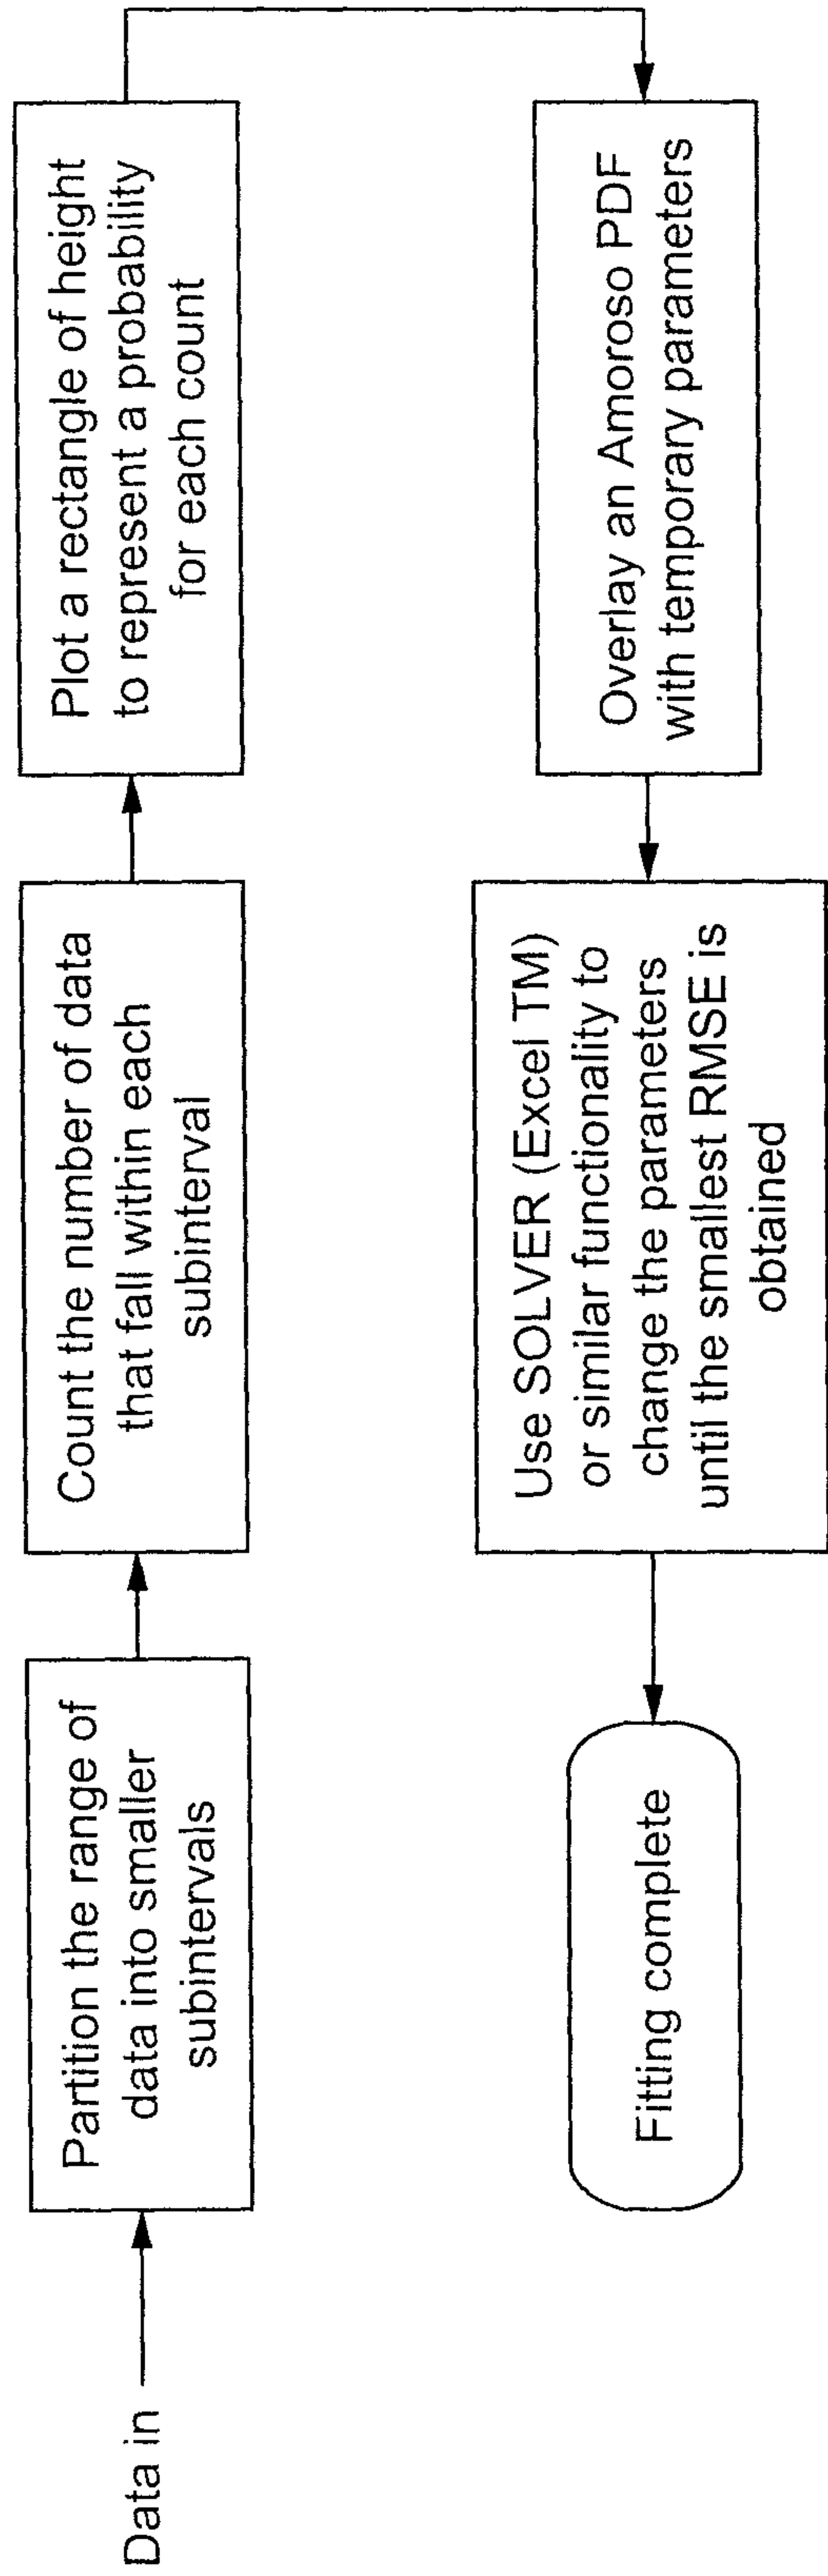 Data in
Partition the range of
data into smaller
subintervals
Count the number of data
that fall within each
subinterval
Plot a rectangle of height
to represent a probability
for each count
Overlay an Amoroso PDF
with temporary parameters
Use SOLVER (Excel TM)
or similar functionality to
change the parameters
until the smallest RMSE is
obtained
Fitting complete